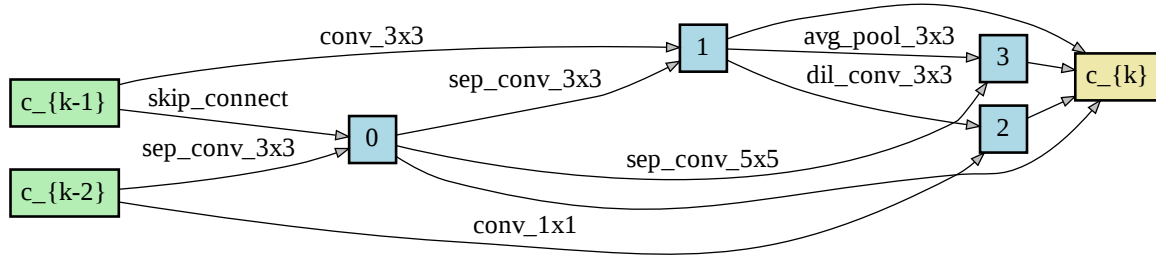 conv_3x3
1
avg_pool_3x3
3
c_{k}
c_{k-1}
skip_connect
sep_conv_3x3
dil_conv_3x3
0
2
sep_conv_3x3
sep_conv_5x5
c_{k-2}
conv_1x1